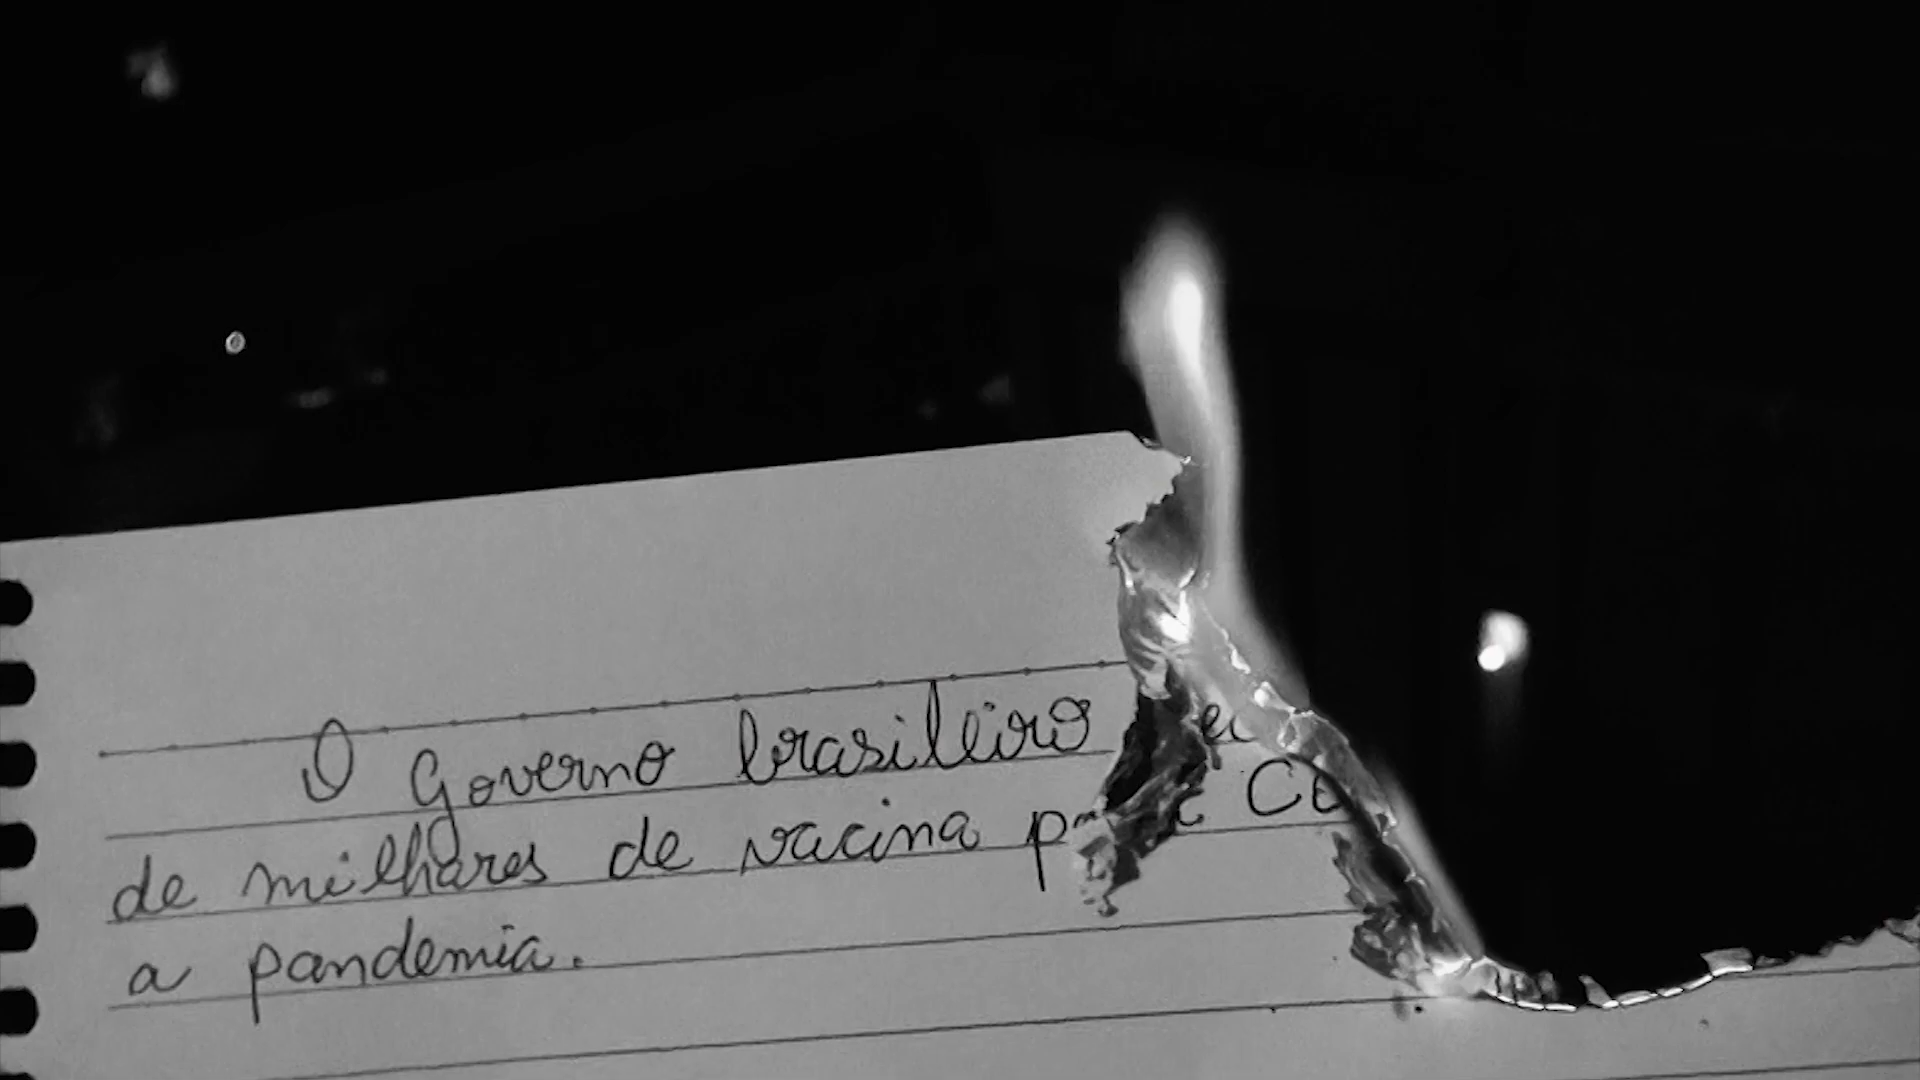 O Governo brasileiro
de milhares de vacina
a pandemia.